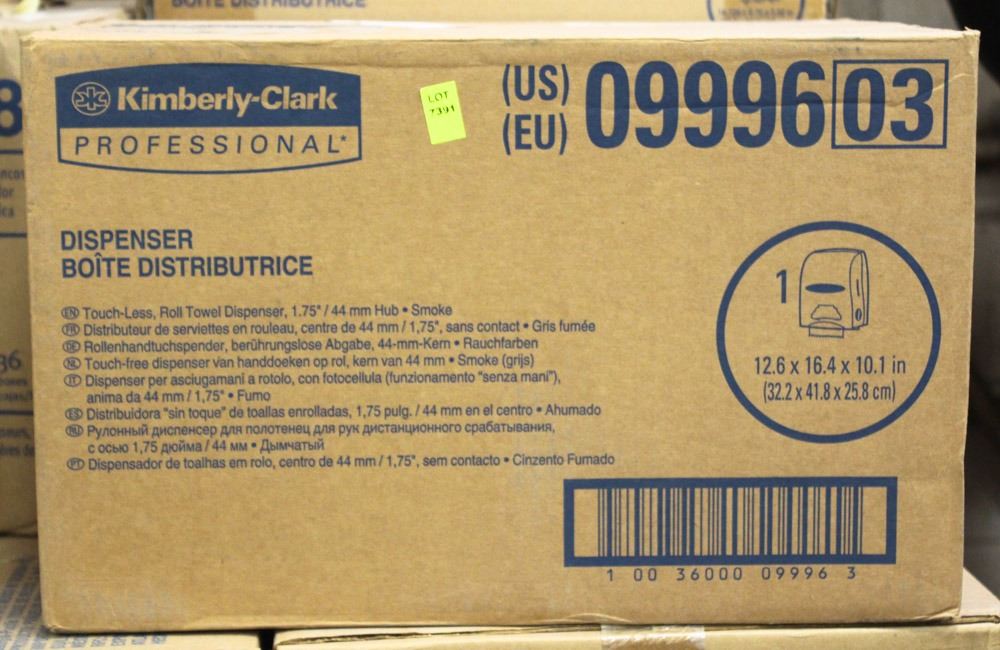 BOITE DISTRIBUTRICE
Kimberly-Clark
PROFESSIONAL*
LOT
7391
(US)
(EU)
09996 03
DISPENSER
BOÎTE DISTRIBUTRICE
EN Touch-Less, Roll Towel Dispenser, 1.75" / 44 mm Hub • Smoke
FR Distributeur de serviettes en rouleau, centre de 44 mm / 1,75", sans contact • Gris fumée
DE Rollenhandtuchspender, berührungslose Abgabe, 44-mm-Kern • Rauchfarben
NL Touch-free dispenser van handdoeken op rol, kern van 44 mm • Smoke (grijs)
IT Dispenser per asciugamani a rotolo, con fotocellula (funzionamento "senza mani"),
anima da 44 mm / 1,75" • Fumo
ES Distribuidora "sin toque" de toallas enrolladas, 1,75 pulg. / 44 mm en el centro • Ahumado
RU Рулонный диспенсер для полотенец для рук дистанционного срабатывания,
с осью 1,75 дюйма / 44 мм • Дымчатый
PT Dispensador de toalhas em rolo, centro de 44 mm / 1,75", sem contacto • Cinzento Fumado
1
12.6 x 16.4 x 10.1 in
(32.2 x 41.8 x 25.8 cm)
1 00 36000 09996 3
8
96